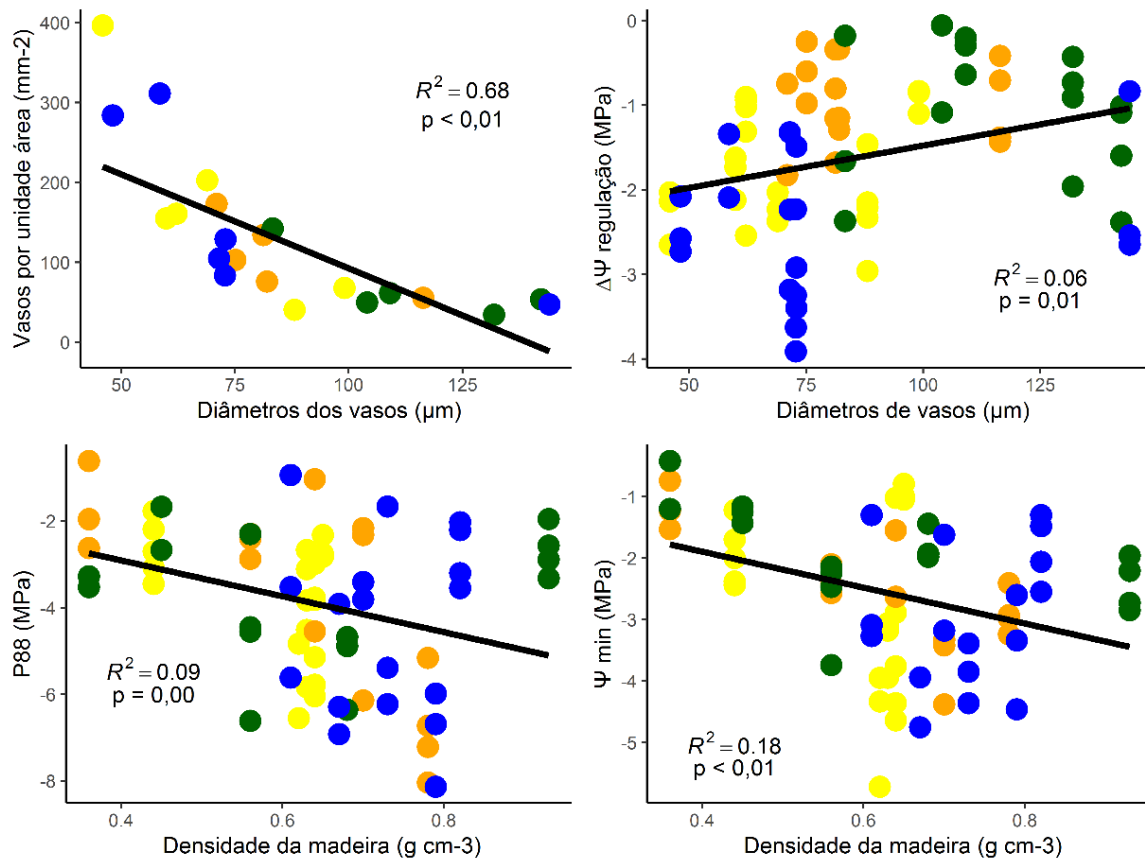 Vasos por unidade área (mm-2)
400
300
200
100
0
R² = 0.68
p < 0,01
50
75
100
125
Diâmetros dos vasos (µm)
ΔΨ regulação (MPa)
0
-1
-2
-3
-4
R² = 0.06
p = 0,01
50
75
100
125
Diâmetros de vasos (µm)
P88 (MPa)
-2
-4
-6
-8
R² = 0.09
p = 0,00
0.4
0.6
0.8
Densidade da madeira (g cm-3)
Ψ min (MPa)
-1
-2
-3
-4
-5
R² = 0.18
p < 0,01
0.4
0.6
0.8
Densidade da madeira (g cm-3)